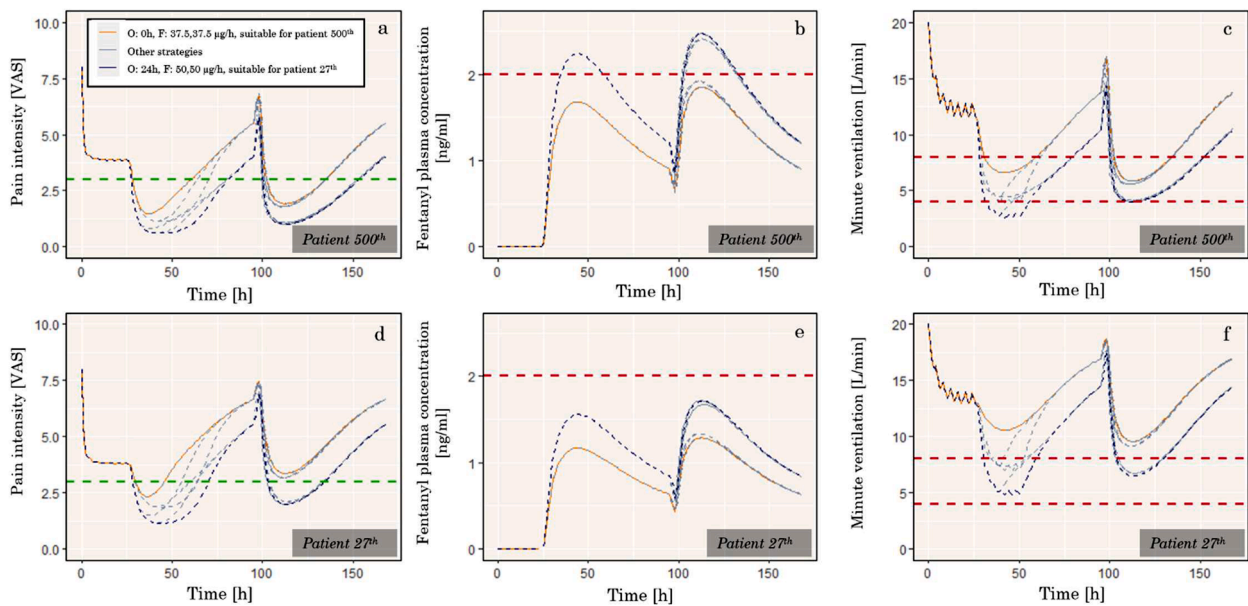 10.0
7.5
5.0
2.5
0.0
Pain intensity [VAS]
O: 0h, F: 37.5,37.5 µg/h, suitable for patient 500th
Other strategies
O: 24h, F: 50,50 µg/h, suitable for patient 27th
a
Patient 500th
0 50 100 150
Time [h]
2
1
0
Fentanyl plasma concentration
[ng/ml]
b
Patient 500th
0 50 100 150
Time [h]
20
15
10
5
0
Minute ventilation [L/min]
c
Patient 500th
0 50 100 150
Time [h]
10.0
7.5
5.0
2.5
0.0
Pain intensity [VAS]
d
Patient 27th
0 50 100 150
Time [h]
2
1
0
Fentanyl plasma concentration
[ng/ml]
e
Patient 27th
0 50 100 150
Time [h]
20
15
10
5
0
Minute ventilation [L/min]
f
Patient 27th
0 50 100 150
Time [h]